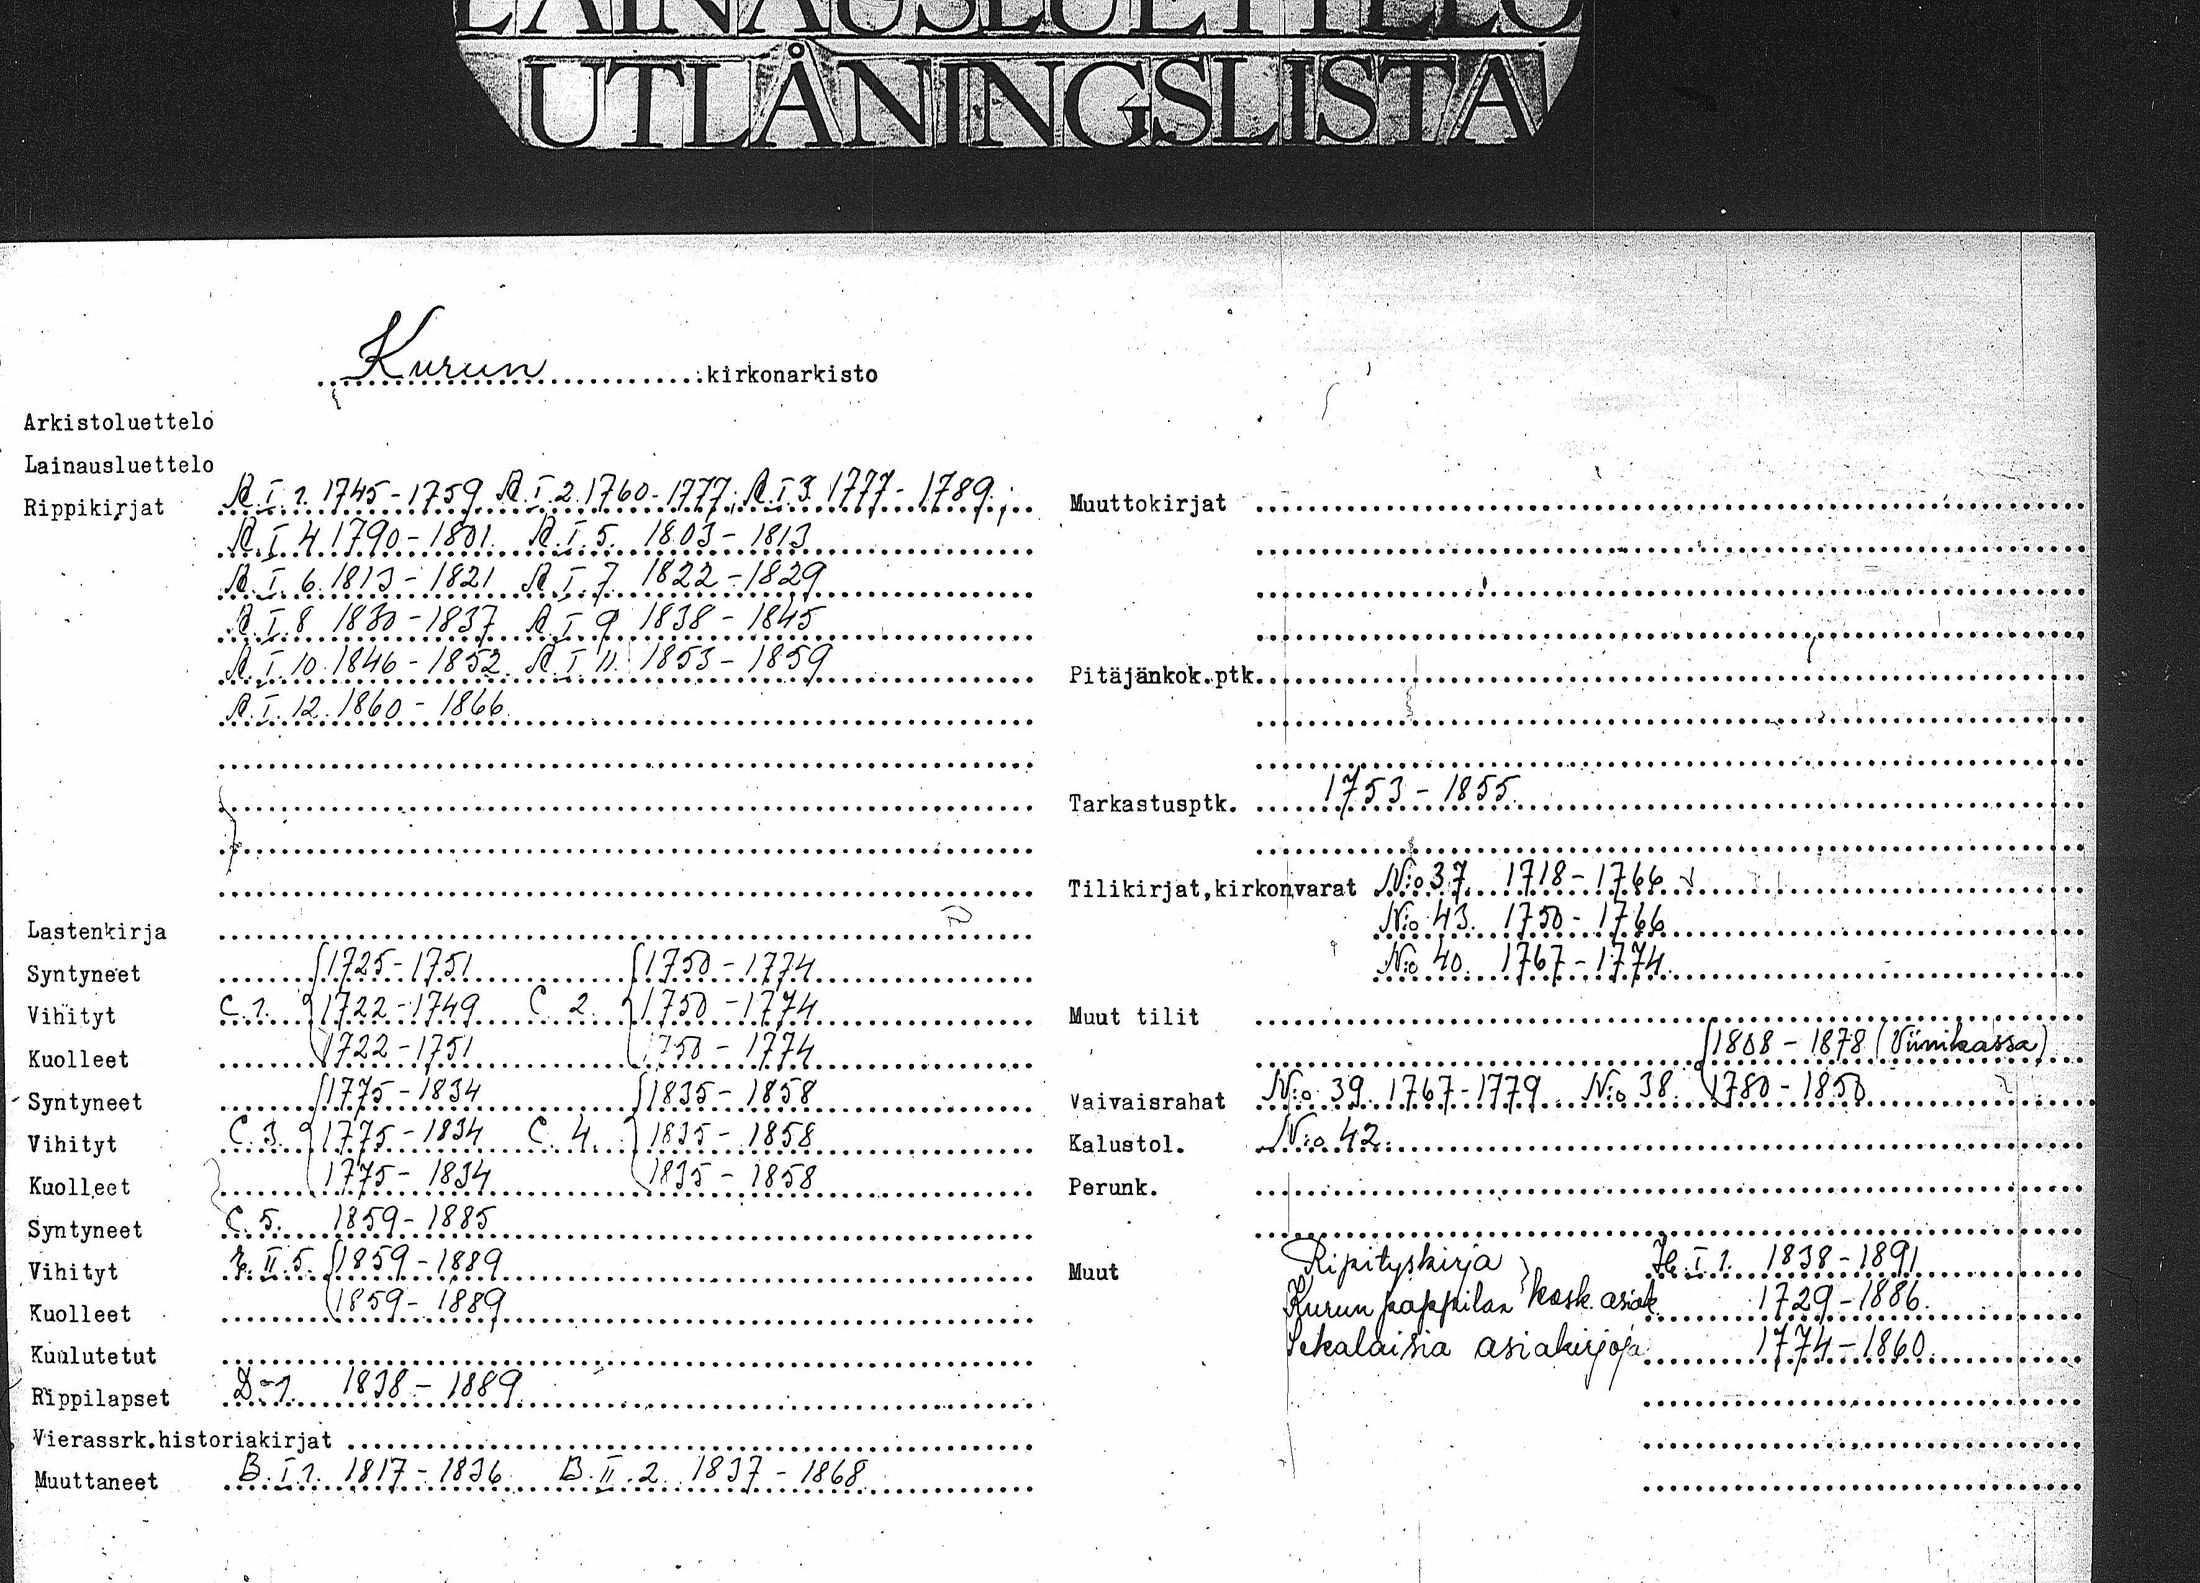 LAINAUSLUETTELO
UTLÅNINGSLISTA
Kurun kirkonarkisto
Arkistoluettelo
Lainausluettelo
Rippikirjat R.I.1. 1745-1759 R.I.2. 1760-1777; R.I.3. 1777-1789;
R.I.4 1790-1801. R.I.5. 1803-1813
R.I.6. 1813-1821 R.I.7. 1822-1829
R.I.8 1830-1837 R.I.9 1838-1845
R.I.10. 1846-1852 R.I.11. 1853-1859
R.I.12. 1860-1866.
Lastenkirja
Syntyneet 1725-1751 1750-1774
Vihityt C.1. 1722-1749 C.2. 1750-1774
Kuolleet 1722-1751 1750-1774
Syntyneet 1775-1834 1835-1858
Vihityt C.3. 1775-1834 C.4. 1835-1858
Kuolleet 1775-1834 1835-1858
Syntyneet C.5. 1859-1885
Vihityt II.5. 1859-1889
Kuolleet 1859-1889
Kuulutetut
Rippilapset D-1. 1838-1889
Vierassrk.historiakirjat
Muuttaneet B.I.1. 1817-1836 B.II.2. 1837-1868
Muuttokirjat
Pitäjänkok.ptk.
Tarkastusptk. 1753-1855
Tilikirjat,kirkonvarat N:o 37. 1718-1766
N:o 43. 1750-1766
N:o 40. 1767-1774
Muut tilit
1808-1878 (Viinikassa)
Vaivaisrahat N:o 39. 1767-1779 N:o 38. 1780-1850
Kalustol. N:o 42.
Perunk.
Muut Ripityskirja I.1. 1838-1891
Kurun pappilan kosk. asiak. 1729-1886.
Sekalaisia asiakirjoja 1774-1860.